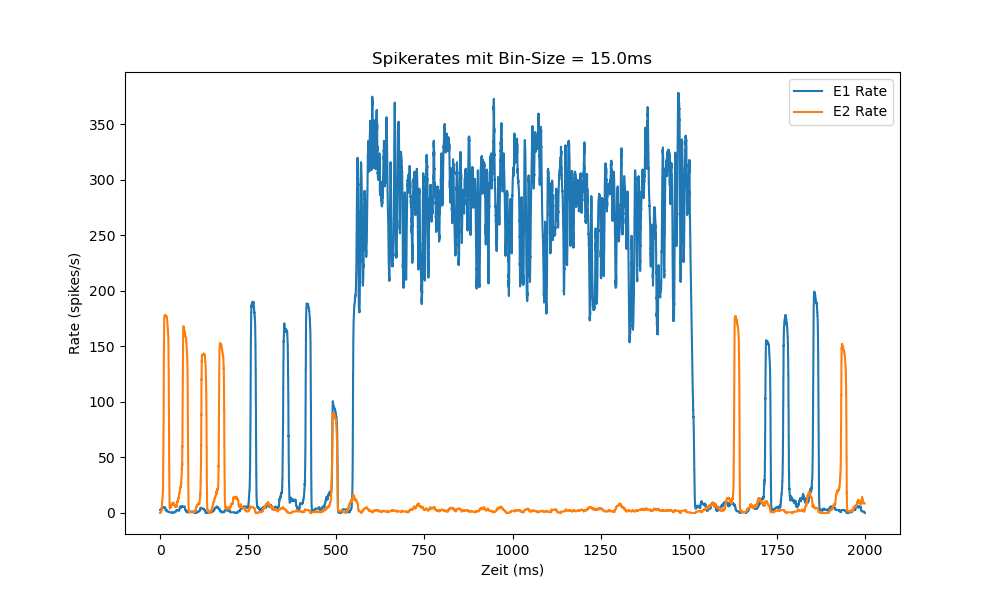 Spikerates mit Bin-Size = 15.0ms
E1 Rate
E2 Rate
350
300
250
200
150
100
50
0
Rate (spikes/s)
0 250 500 750 1000 1250 1500 1750 2000
Zeit (ms)